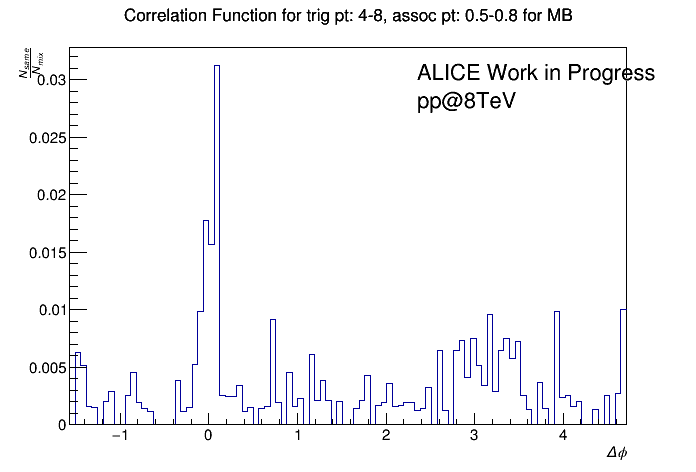 Correlation Function for trig pt: 4-8, assoc pt: 0.5-0.8 for MB
N_same
N_mix
ALICE Work in Progress
pp@8TeV
0.03
0.025
0.02
0.015
0.01
0.005
0
−1 0 1 2 3 4
Δϕ